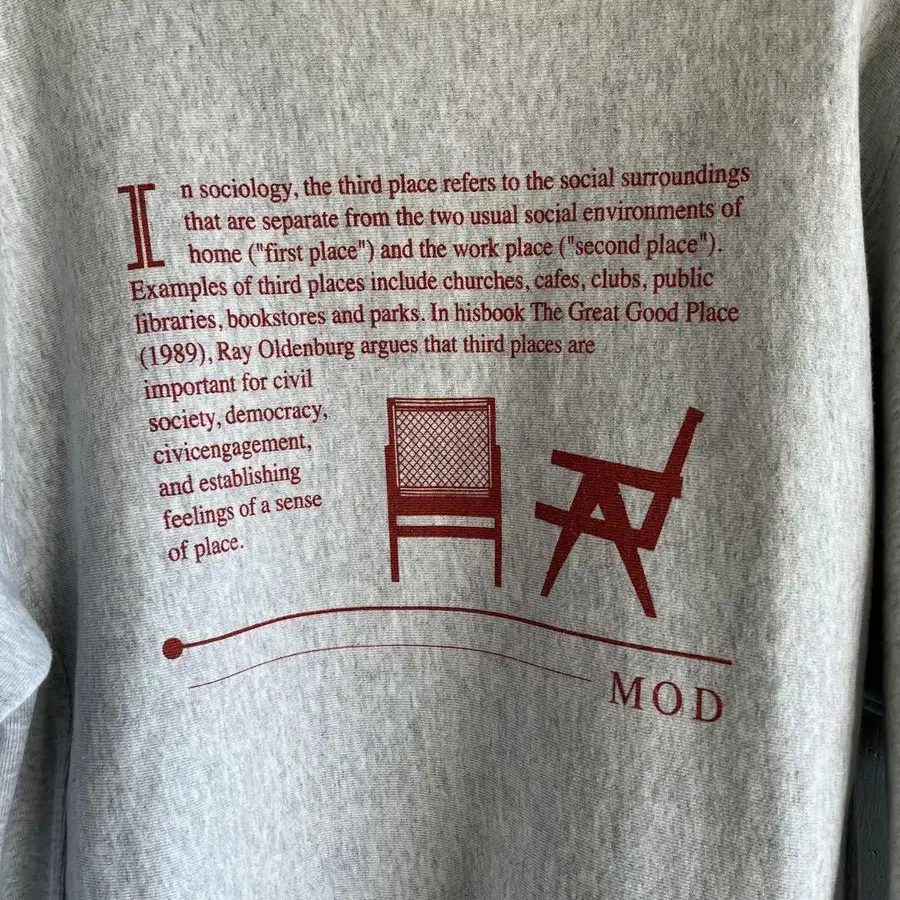 In sociology, the third place refers to the social surroundings
that are separate from the two usual social environments of
home ("first place") and the work place ("second place").
Examples of third places include churches, cafes, clubs, public
libraries, bookstores and parks. In hisbook The Great Good Place
(1989), Ray Oldenburg argues that third places are
important for civil
society, democracy,
civicengagement,
and establishing
feelings of a sense
of place.
MOD